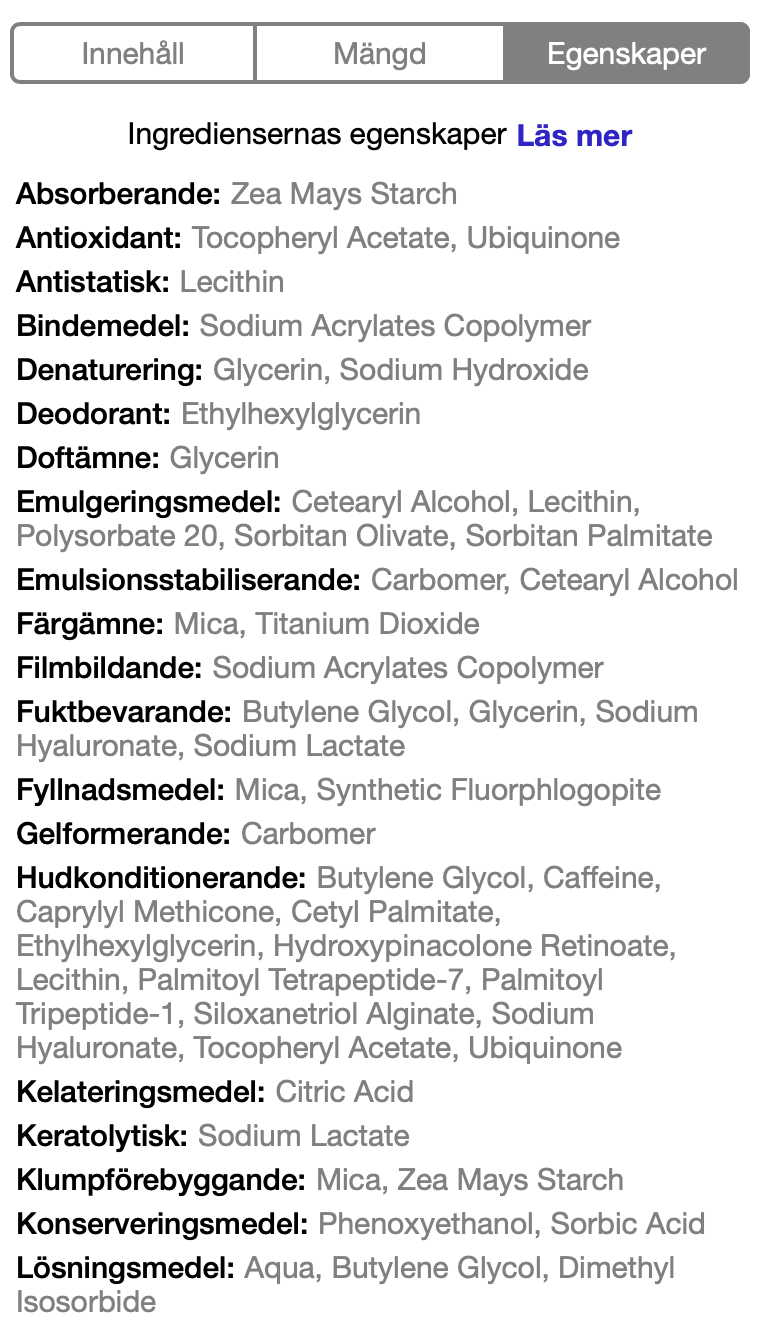 Innehåll
Mängd
Egenskaper
Ingrediensernas egenskaper Läs mer
Absorberande: Zea Mays Starch
Antioxidant: Tocopheryl Acetate, Ubiquinone
Antistatisk: Lecithin
Bindemedel: Sodium Acrylates Copolymer
Denaturering: Glycerin, Sodium Hydroxide
Deodorant: Ethylhexylglycerin
Doftämne: Glycerin
Emulgeringsmedel: Cetearyl Alcohol, Lecithin,
Polysorbate 20, Sorbitan Olivate, Sorbitan Palmitate
Emulsionsstabiliserande: Carbomer, Cetearyl Alcohol
Färgämne: Mica, Titanium Dioxide
Filmbildande: Sodium Acrylates Copolymer
Fuktbevarande: Butylene Glycol, Glycerin, Sodium
Hyaluronate, Sodium Lactate
Fyllnadsmedel: Mica, Synthetic Fluorphlogopite
Gelformerande: Carbomer
Hudkonditionerande: Butylene Glycol, Caffeine,
Caprylyl Methicone, Cetyl Palmitate,
Ethylhexylglycerin, Hydroxypinacolone Retinoate,
Lecithin, Palmitoyl Tetrapeptide-7, Palmitoyl
Tripeptide-1, Siloxanetriol Alginate, Sodium
Hyaluronate, Tocopheryl Acetate, Ubiquinone
Kelateringsmedel: Citric Acid
Keratolytisk: Sodium Lactate
Klumpförebyggande: Mica, Zea Mays Starch
Konserveringsmedel: Phenoxyethanol, Sorbic Acid
Lösningsmedel: Aqua, Butylene Glycol, Dimethyl
Isosorbide